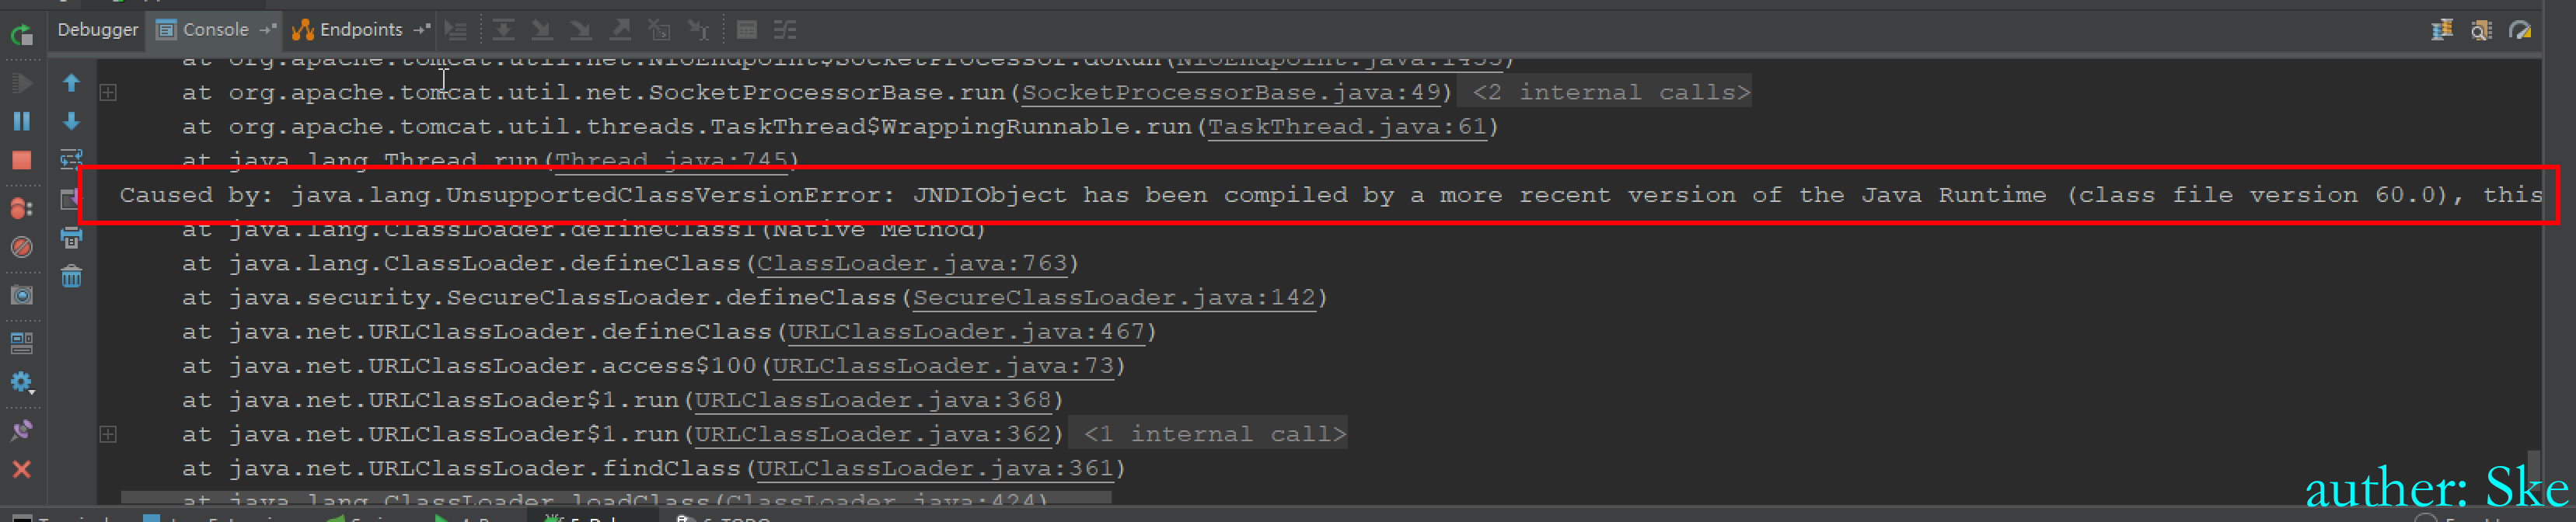 Debugger Console Endpoints
at org.apache.tomcat.util.net.NioEndpoint$SocketProcessor.doRun(NioEndpoint.java:1455)
at org.apache.tomcat.util.net.SocketProcessorBase.run(SocketProcessorBase.java:49) <2 internal calls>
at org.apache.tomcat.util.threads.TaskThread$WrappingRunnable.run(TaskThread.java:61)
at java.lang.Thread.run(Thread.java:745)
Caused by: java.lang.UnsupportedClassVersionError: JNDIObject has been compiled by a more recent version of the Java Runtime (class file version 60.0), this
at java.lang.ClassLoader.defineClass1(Native Method)
at java.lang.ClassLoader.defineClass(ClassLoader.java:763)
at java.security.SecureClassLoader.defineClass(SecureClassLoader.java:142)
at java.net.URLClassLoader.defineClass(URLClassLoader.java:467)
at java.net.URLClassLoader.access$100(URLClassLoader.java:73)
at java.net.URLClassLoader$1.run(URLClassLoader.java:368)
at java.net.URLClassLoader$1.run(URLClassLoader.java:362) <1 internal call>
at java.net.URLClassLoader.findClass(URLClassLoader.java:361)
at java.lang.ClassLoader.loadClass(ClassLoader.java:424)
auther: Ske